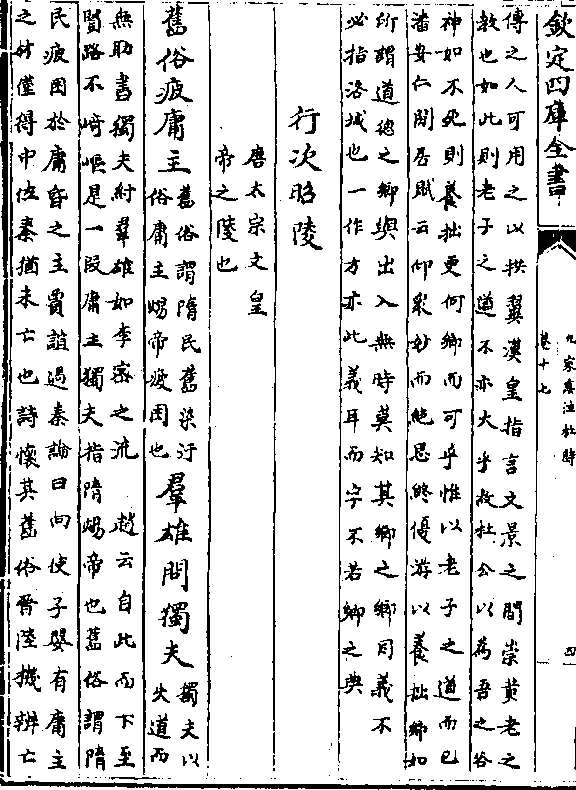 欽定四庫全書
九家集注杜詩
卷十七
四
傳之人可用之以拱翼漢皇指言文景之間崇黄老之
教也如此則老子之道不亦大乎故杜公以為吾之谷
神如不死則養拙更何鄉而可乎惟以老子之道而已
潘安仁閒居賦云仰衆妙而絶思終優游以養拙鄉如
所謂道德之鄉與出入無時莫知其鄉之鄉同義不
必指洛城也一作方亦此義耳而字不若鄉之典
行次昭陵
唐太宗文皇
帝之陵也
舊俗疲庸主
舊俗謂隋民舊染汙
俗庸主煬帝疲困也
羣雄問獨夫
獨夫以
失道而
無助書獨夫紂羣雄如李宻之流 趙云自此而下至
賢路不崎嶇是一段庸主獨夫指隋煬帝也舊俗謂隋
民疲困於庸昏之主賈誼過秦論曰向使子嬰有庸主
之材僅得中佐秦猶未亡也詩懷其舊俗晉陸機辨亡